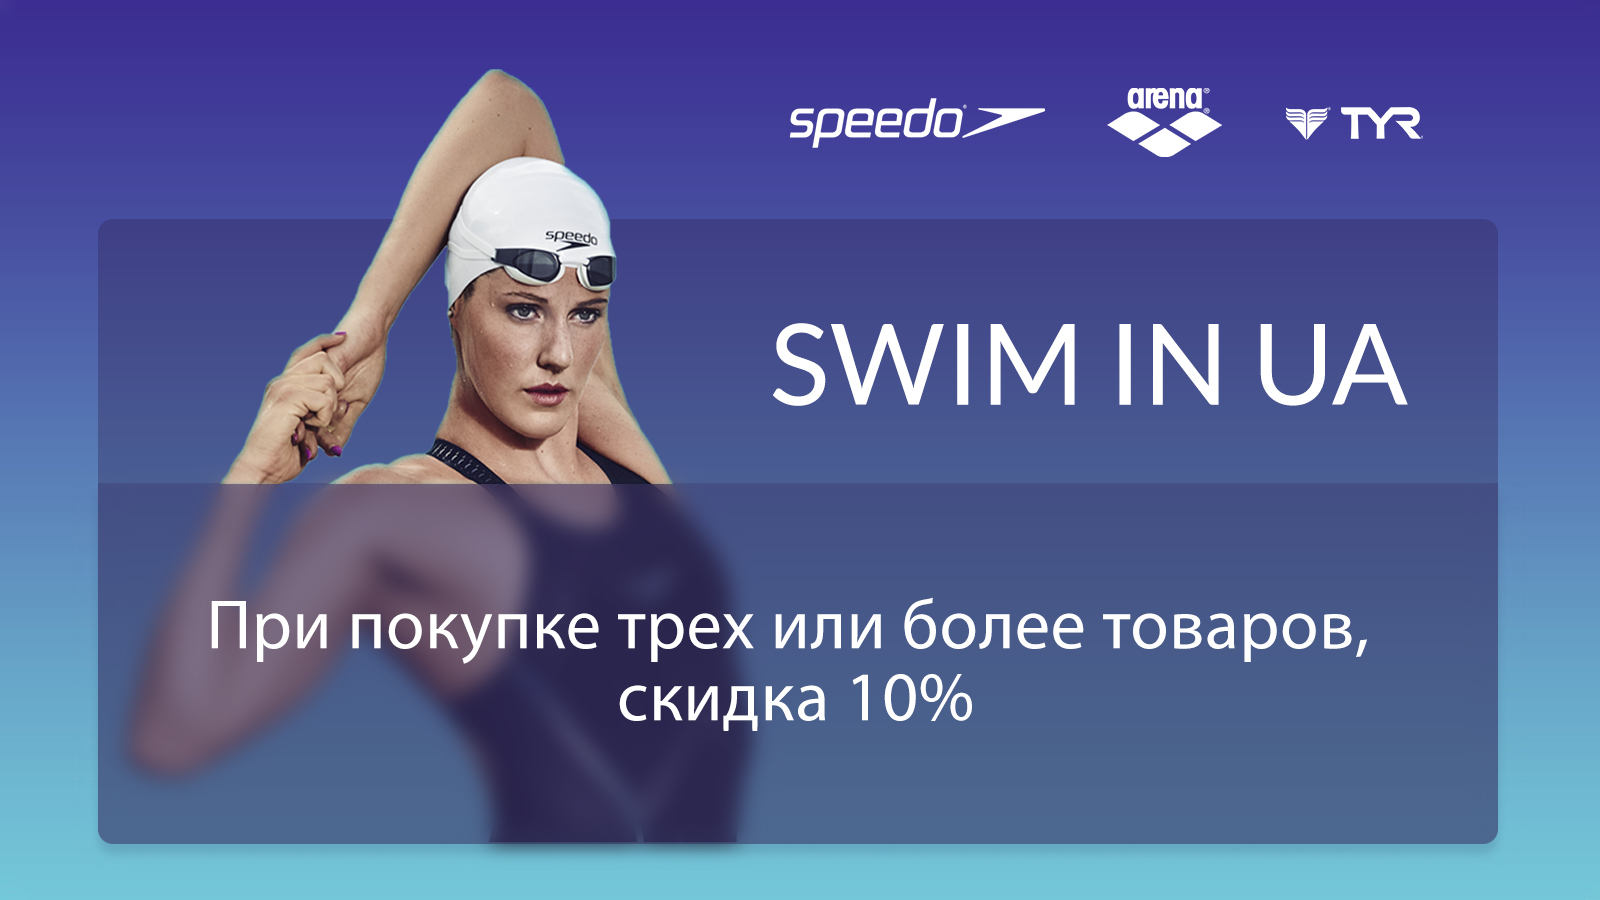 speedo
arena
TYR
speedo
SWIM IN UA
При покупке трех или более товаров,
скидка 10%